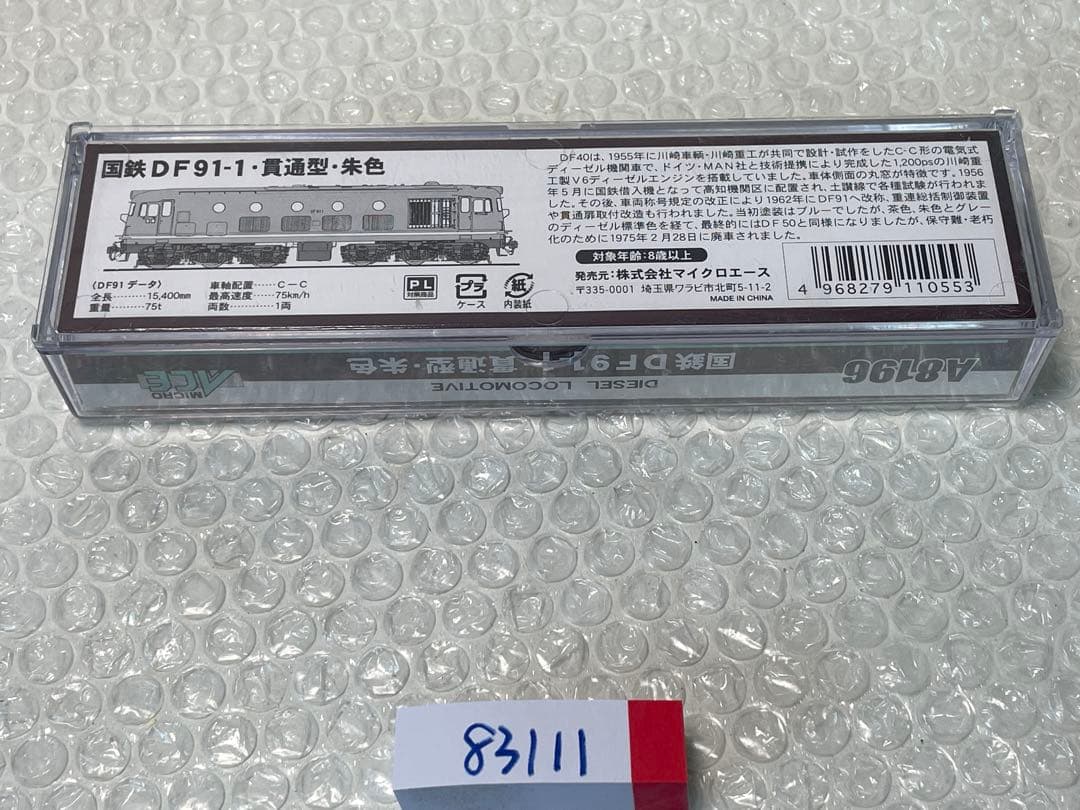 国鉄DF91-1・貫通型・朱色
DF40は、1955年に川崎車輌・川崎重工が共同で設計・試作をしたC-C形の電気式
ディーゼル機関車で、ドイツ・MAN社と技術提携により完成した1,200psの川崎重
工製V6ディーゼルエンジンを搭載していました。車体側面の丸窓が特徴です。1956
年5月に国鉄借入機となって高知機関区に配置され、土讃線で各種試験が行われま
した。その後、車両称号規定の改正により1962年にDF91へ改称、重連総括制御装置
や貫通扉取付改造も行われました。当初塗装はブルーでしたが、茶色、朱色とグレー
のディーゼル標準色を経て、最終的にはDF50と同様になりましたが、保守難・老朽
化のために1975年2月28日に廃車されました。
〈DF91 データ〉
全長………15,400mm
重量………75t
車軸配置……C－C
最高速度……75km/h
両数…………1両
PL
対策商品
プラ
ケース
紙
内装紙
対象年齢:8歳以上
発売元:株式会社マイクロエース
〒335-0001 埼玉県ワラビ市北町5-11-2
MADE IN CHINA
4 968279 110553
A8196
国鉄DF91-1・貫通型・朱色
DIESEL LOCOMOTIVE
MICRO ACE
83111